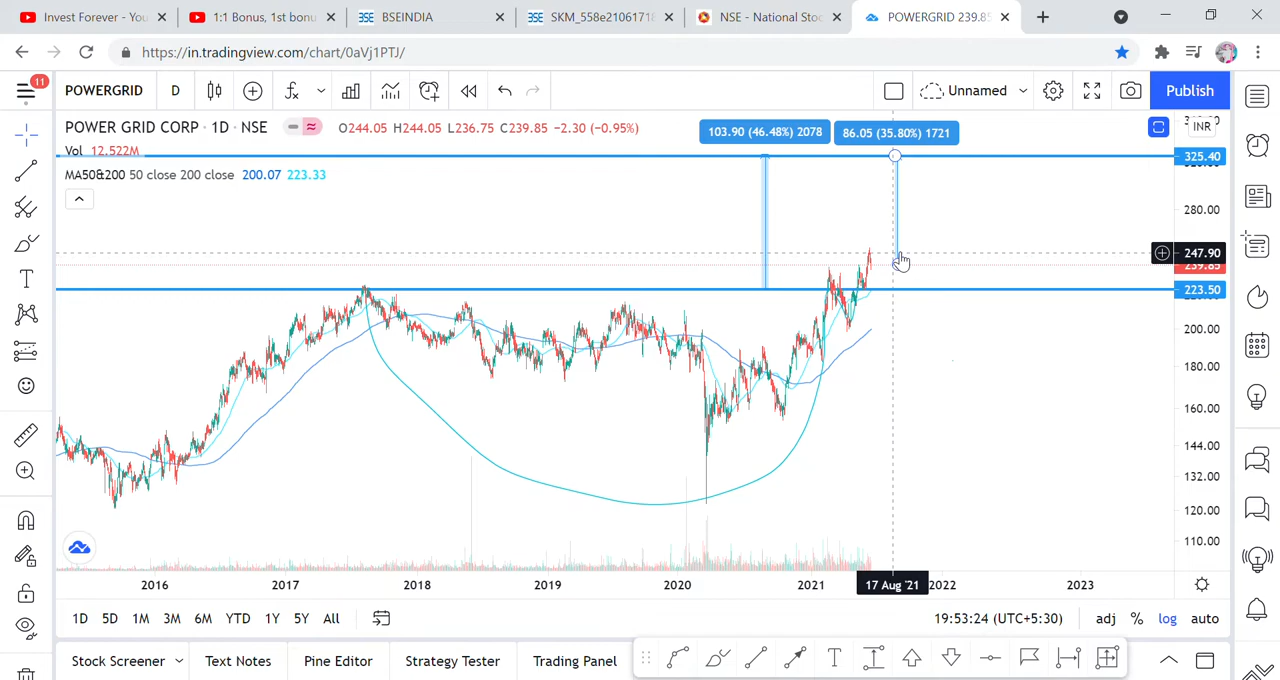 Invest Forever - You
1:1 Bonus, 1st bonu
BSEINDIA
SKM_558e2106171
NSE - National Stoc
POWERGRID 239.85
https://in.tradingview.com/chart/0aVj1PTJ/
11
POWERGRID
D
Unnamed
Publish
POWER GRID CORP · 1D · NSE
O244.05 H244.05 L236.75 C239.85 −2.30 (−0.95%)
103.90 (46.48%) 2078
86.05 (35.80%) 1721
INR
Vol 12.522M
325.40
MA50&200 50 close 200 close 200.07 223.33
280.00
247.90
239.85
223.50
200.00
180.00
160.00
144.00
132.00
120.00
110.00
2016
2017
2018
2019
2020
2021
17 Aug '21
2022
2023
1D
5D
1M
3M
6M
YTD
1Y
5Y
All
19:53:24 (UTC+5:30)
adj
%
log
auto
Stock Screener
Text Notes
Pine Editor
Strategy Tester
Trading Panel